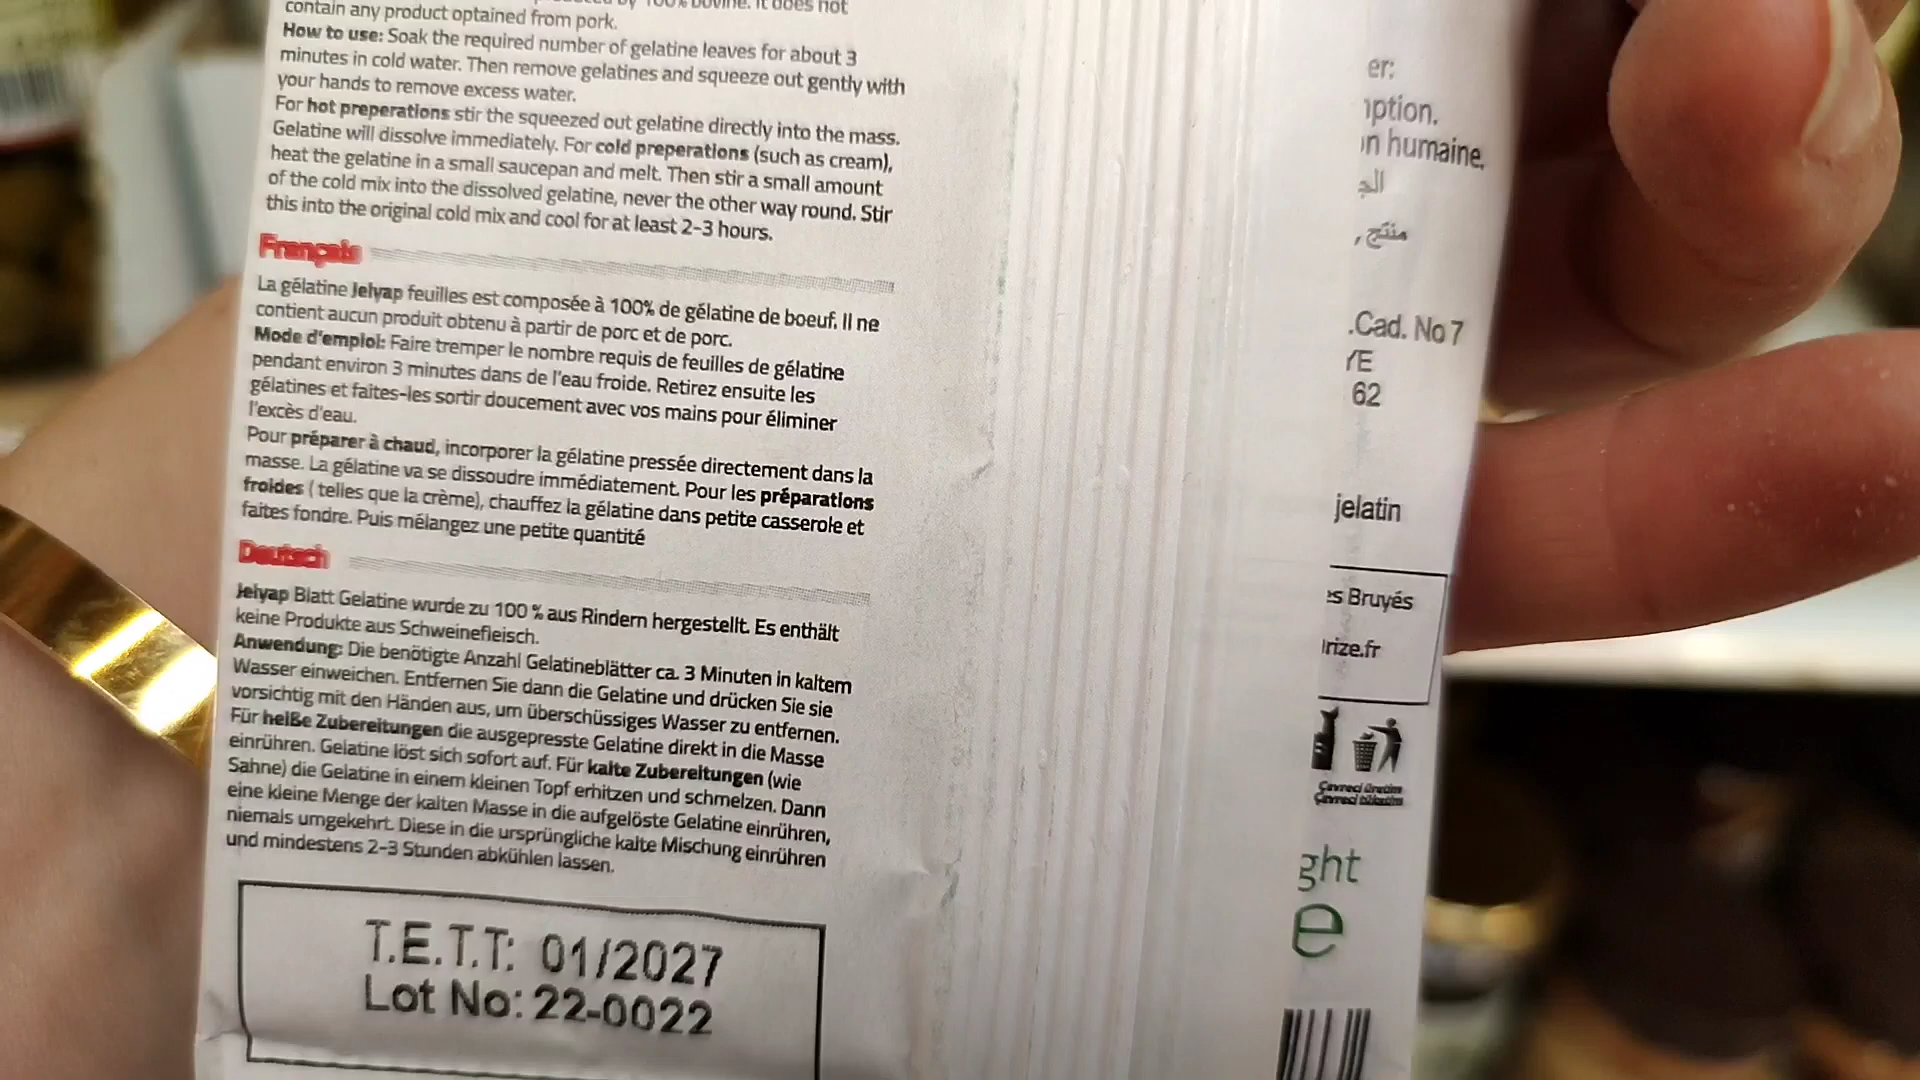 by 100% bovine. It does not
contain any product optained from pork.
How to use: Soak the required number of gelatine leaves for about 3
minutes in cold water. Then remove gelatines and squeeze out gently with
your hands to remove excess water.
For hot preperations stir the squeezed out gelatine directly into the mass.
Gelatine will dissolve immediately. For cold preperations (such as cream),
heat the gelatine in a small saucepan and melt. Then stir a small amount
of the cold mix into the dissolved gelatine, never the other way round. Stir
this into the original cold mix and cool for at least 2-3 hours.
Français
La gélatine Jelyap feuilles est composée à 100% de gélatine de boeuf. Il ne
contient aucun produit obtenu à partir de porc et de porc.
Mode d'emploi: Faire tremper le nombre requis de feuilles de gélatine
pendant environ 3 minutes dans de l'eau froide. Retirez ensuite les
gélatines et faites-les sortir doucement avec vos mains pour éliminer
l'excès d'eau.
Pour préparer à chaud, incorporer la gélatine pressée directement dans la
masse. La gélatine va se dissoudre immédiatement. Pour les préparations
froides ( telles que la crème), chauffez la gélatine dans petite casserole et
faites fondre. Puis mélangez une petite quantité
Deutsch
Jelyap Blatt Gelatine wurde zu 100 % aus Rindern hergestellt. Es enthält
keine Produkte aus Schweinefleisch.
Anwendung: Die benötigte Anzahl Gelatineblätter ca. 3 Minuten in kaltem
Wasser einweichen. Entfernen Sie dann die Gelatine und drücken Sie sie
vorsichtig mit den Händen aus, um überschüssiges Wasser zu entfernen.
Für heiße Zubereitungen die ausgepresste Gelatine direkt in die Masse
einrühren. Gelatine löst sich sofort auf. Für kalte Zubereitungen (wie
Sahne) die Gelatine in einem kleinen Topf erhitzen und schmelzen. Dann
eine kleine Menge der kalten Masse in die aufgelöste Gelatine einrühren,
niemals umgekehrt. Diese in die ursprüngliche kalte Mischung einrühren
und mindestens 2-3 Stunden abkühlen lassen.
T.E.T.T: 01/2027
Lot No: 22-0022
er:
ption.
n humaine.
الم
منتج ,
.Cad. No 7
YE
62
jelatin
es Bruyés
rize.fr
Çevreci üretim
Çevreci tüketim
ght
e